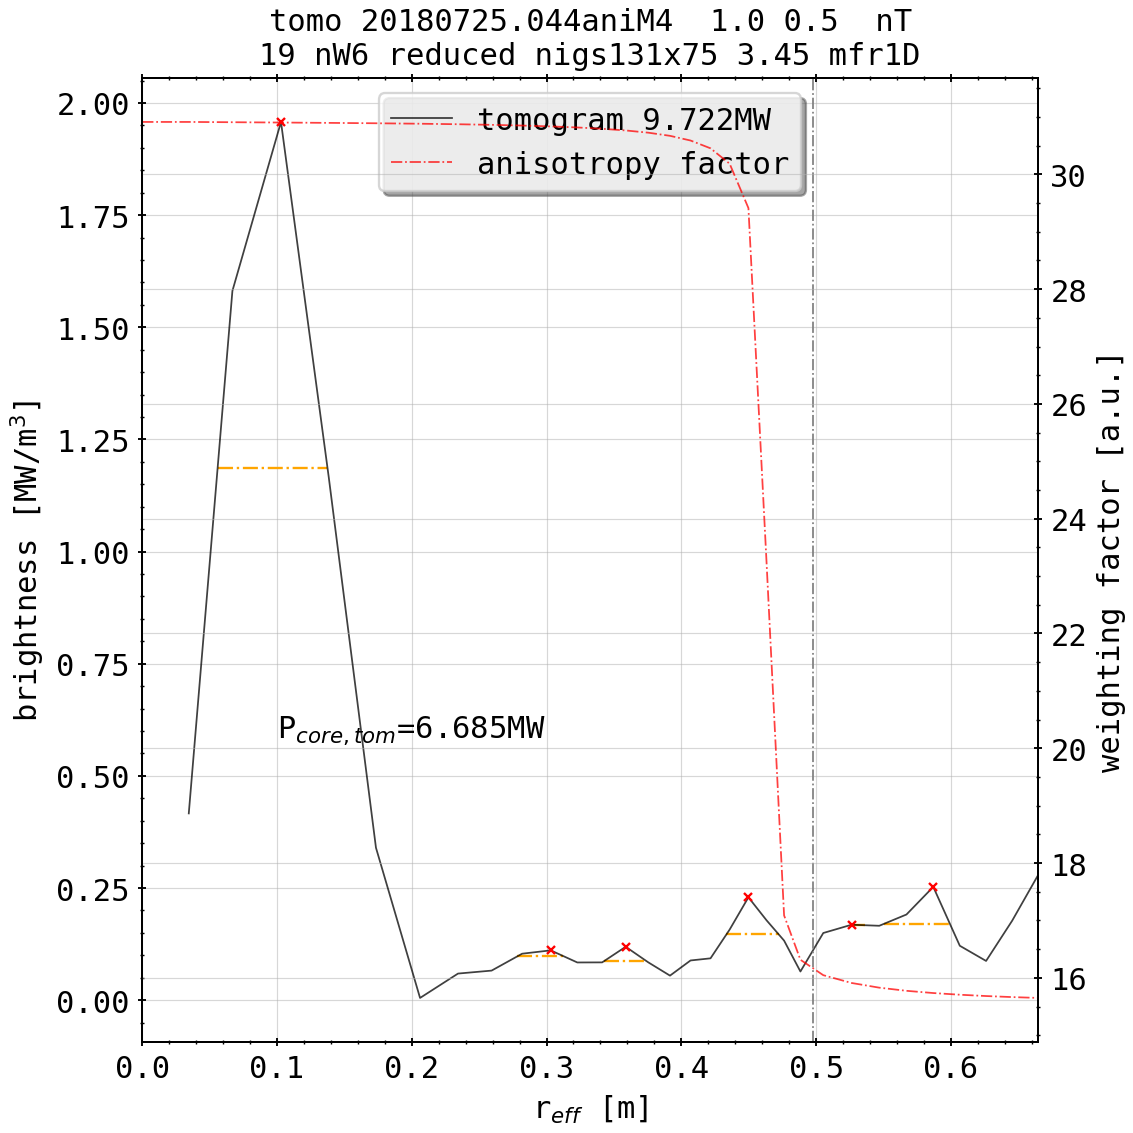 tomo 20180725.044aniM4  1.0 0.5  nT
19 nW6 reduced nigs131x75 3.45 mfr1D
tomogram 9.722MW
anisotropy factor
2.00
1.75
1.50
1.25
1.00
0.75
0.50
0.25
0.00
brightness [MW/m³]
P_core,tom=6.685MW
30
28
26
24
22
20
18
16
weighting factor [a.u.]
0.0 0.1 0.2 0.3 0.4 0.5 0.6
r_eff [m]